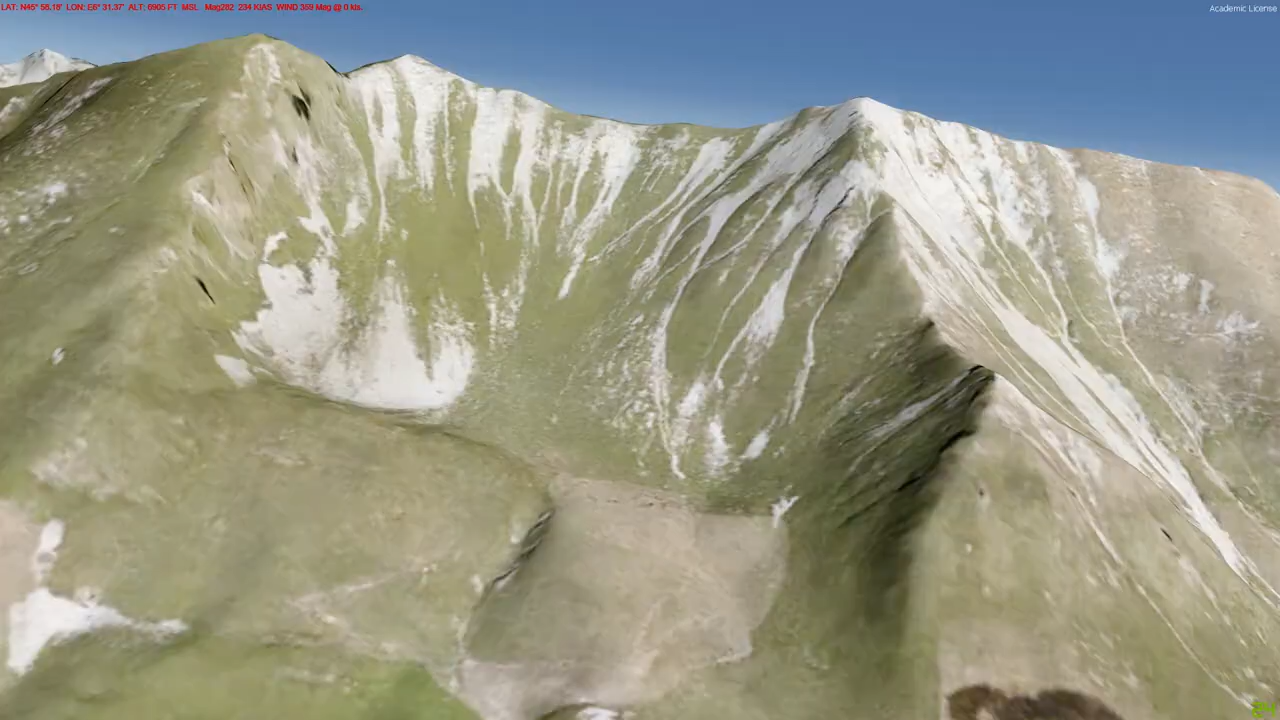 LAT: N45° 56.18' LON: E6° 31.37' ALT: 6905 FT MSL Mag282 234 KIAS WIND 359 Mag @ 0 kts.
Academic License